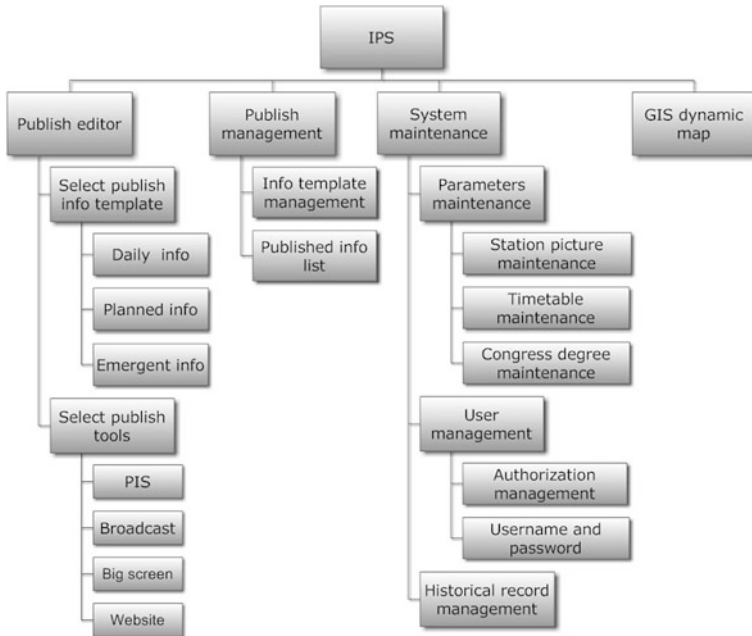 IPS
Publish editor
Select publish
info template
Daily info
Planned info
Emergent info
Select publish
tools
PIS
Broadcast
Big screen
Website
Publish
management
Info template
management
Published info
list
System
maintenance
Parameters
maintenance
Station picture
maintenance
Timetable
maintenance
Congress degree
maintenance
User
management
Authorization
management
Username and
password
Historical record
management
GIS dynamic
map